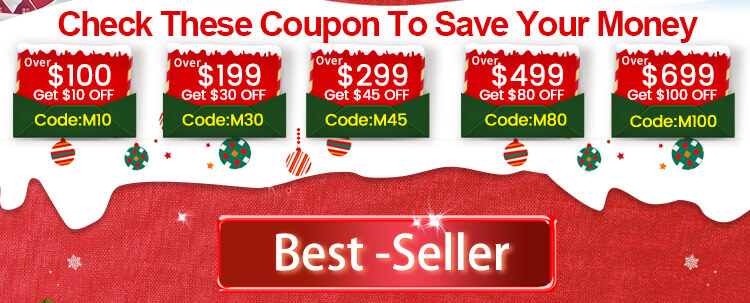 Check These Coupon To Save Your Money
Over $100
Get $10 OFF
Code:M10
Over $199
Get $30 OFF
Code:M30
Over $299
Get $45 OFF
Code:M45
Over $499
Get $80 OFF
Code:M80
Over $699
Get $100 OFF
Code:M100
Best -Seller